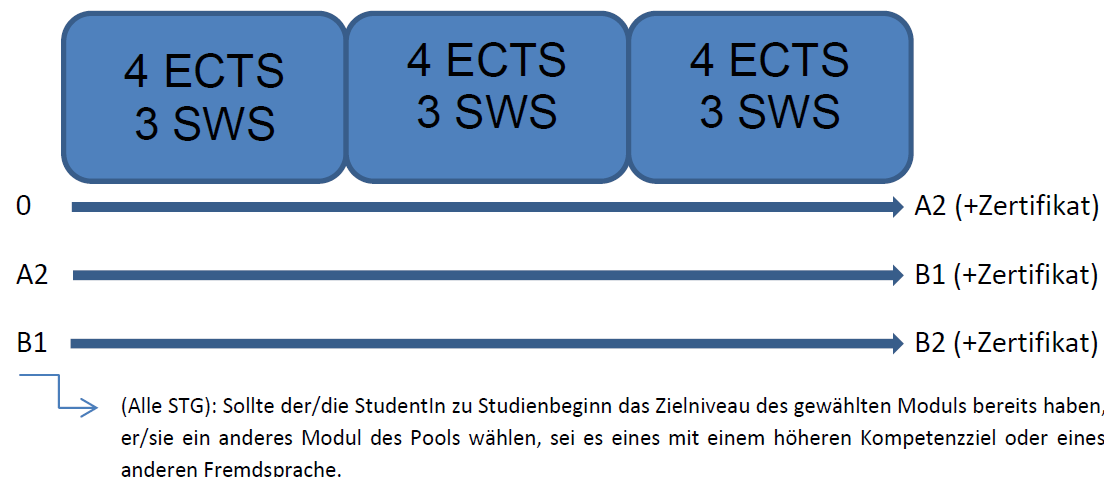 4 ECTS 4 ECTS 4 ECTS
3 SWS 3 SWS 3 SWS
0 A2 (+Zertifikat)
A2 B1 (+Zertifikat)
B1 B2 (+Zertifikat)
(Alle STG): Sollte der/die StudentIn zu Studienbeginn das Zielniveau des gewählten Moduls bereits haben,
er/sie ein anderes Modul des Pools wählen, sei es eines mit einem höheren Kompetenzziel oder eines
anderen Fremdsprache.